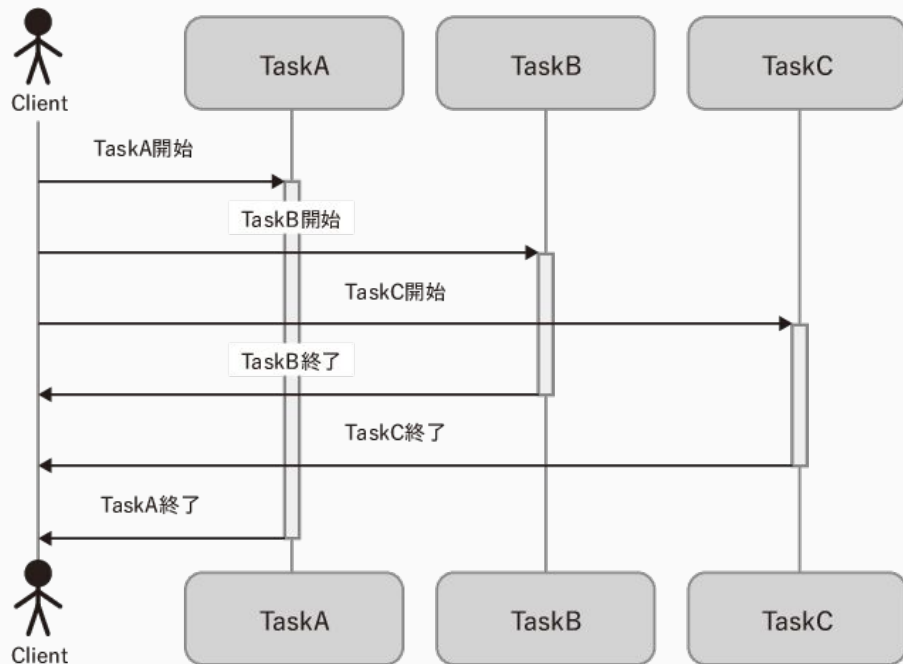 TaskA
TaskB
TaskC
Client
TaskA開始
TaskB開始
TaskC開始
TaskB終了
TaskC終了
TaskA終了
TaskA
TaskB
TaskC
Client